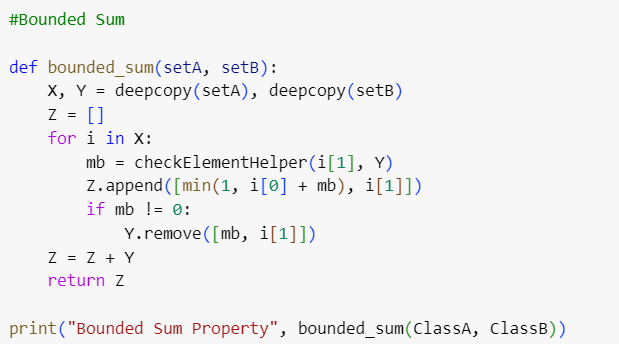 #Bounded Sum
def bounded_sum(setA, setB):
    X, Y = deepcopy(setA), deepcopy(setB)
    Z = []
    for i in X:
        mb = checkElementHelper(i[1], Y)
        Z.append([min(1, i[0] + mb), i[1]])
        if mb != 0:
            Y.remove([mb, i[1]])
    Z = Z + Y
    return Z
print("Bounded Sum Property", bounded_sum(ClassA, ClassB))